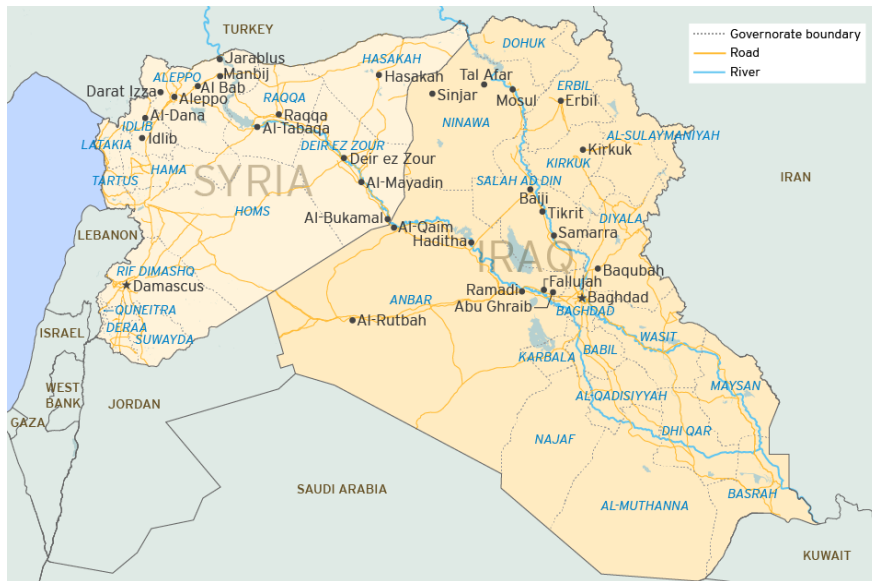 TURKEY
Governorate boundary
Road
River
DOHUK
Jarablus
HASAKAH
ALEPPO
Manbij
Hasakah
Tal Afar
ERBIL
Darat Izza
Al Bab
Aleppo
RAQQA
Sinjar
Mosul
Erbil
Al-Dana
Raqqa
NINAWA
IDLIB
Al-Tabaqa
AL-SULAYMANIYAH
LATAKIA
Idlib
DEIR EZ ZOUR
Kirkuk
Deir ez Zour
KIRKUK
HAMA
SYRIA
IRAN
TARTUS
Al-Mayadin
SALAH AD DIN
Baiji
HOMS
Al-Bukamal
Tikrit
DIYALA
Al-Qaim
Samarra
LEBANON
Haditha
IRAQ
RIF DIMASHQ
Baqubah
Damascus
Ramadi
Fallujah
ANBAR
Abu Ghraib
Baghdad
QUNEITRA
BAGHDAD
DERAA
Al-Rutbah
ISRAEL
SUWAYDA
WASIT
KARBALA
BABIL
WEST
BANK
MAYSAN
JORDAN
AL-QADISIYYAH
GAZA
DHI QAR
NAJAF
SAUDI ARABIA
BASRAH
AL-MUTHANNA
KUWAIT